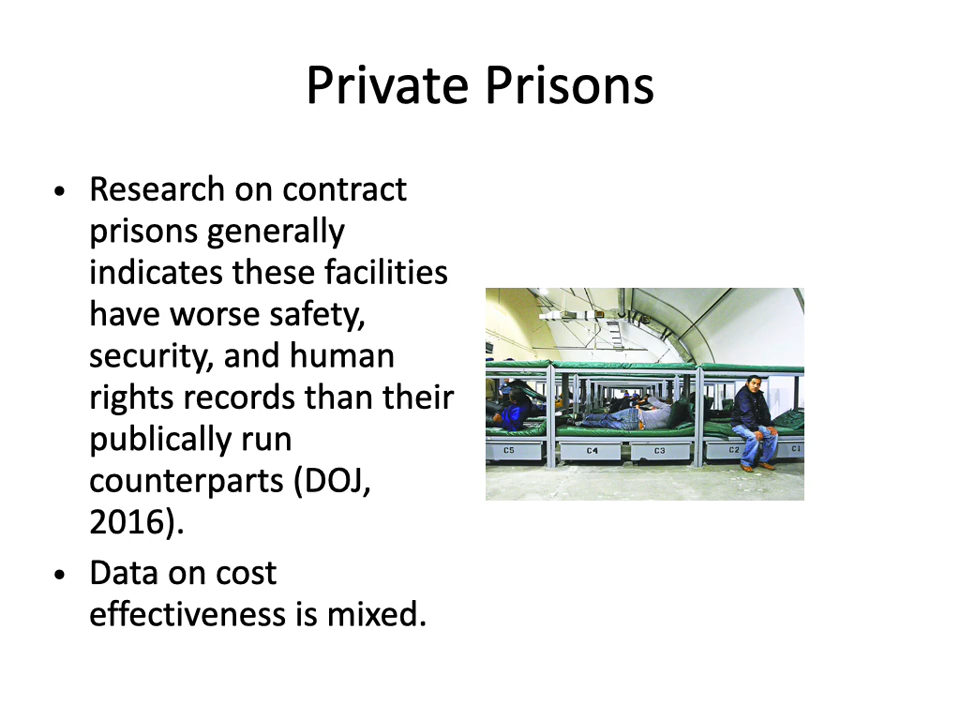 Private Prisons
• Research on contract
prisons generally
indicates these facilities
have worse safety,
security, and human
rights records than their
publically run
counterparts (DOJ,
2016).
• Data on cost
effectiveness is mixed.
C5 C4 C3 C2 C1